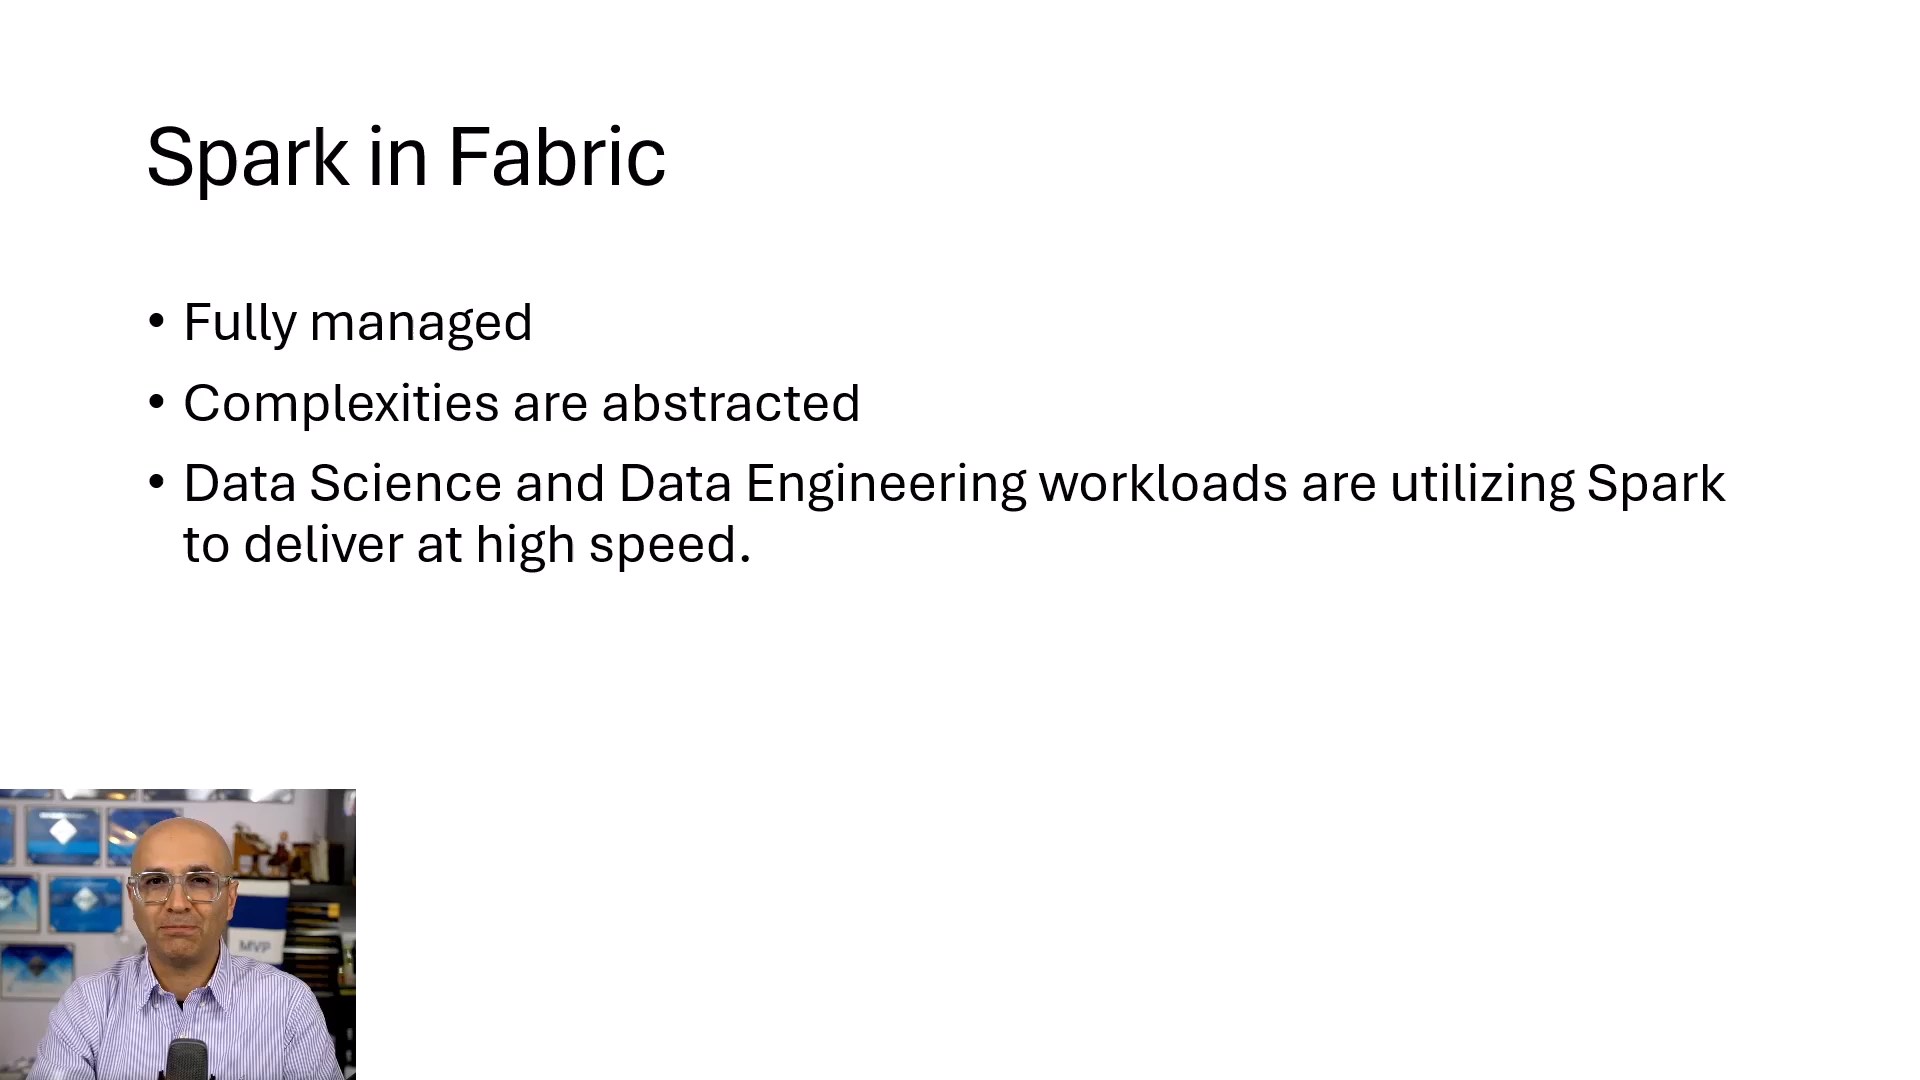 Spark in Fabric
• Fully managed
• Complexities are abstracted
• Data Science and Data Engineering workloads are utilizing Spark
to deliver at high speed.
MVP